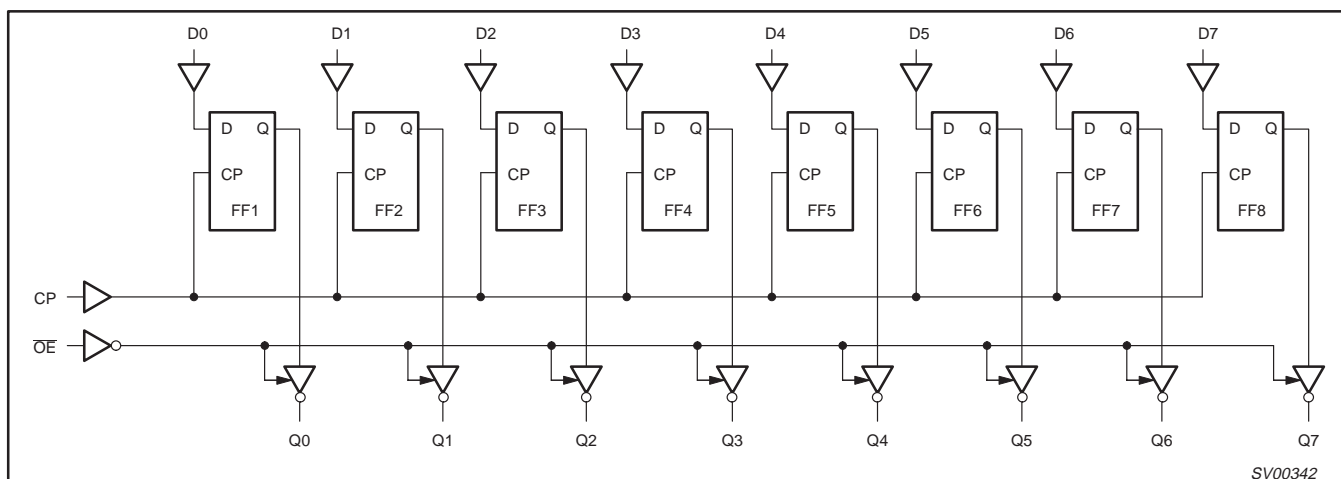 D0 D1 D2 D3 D4 D5 D6 D7
D Q D Q D Q D Q D Q D Q D Q D Q
CP CP CP CP CP CP CP CP
FF1 FF2 FF3 FF4 FF5 FF6 FF7 FF8
CP
O̅E̅
Q0 Q1 Q2 Q3 Q4 Q5 Q6 Q7
SV00342